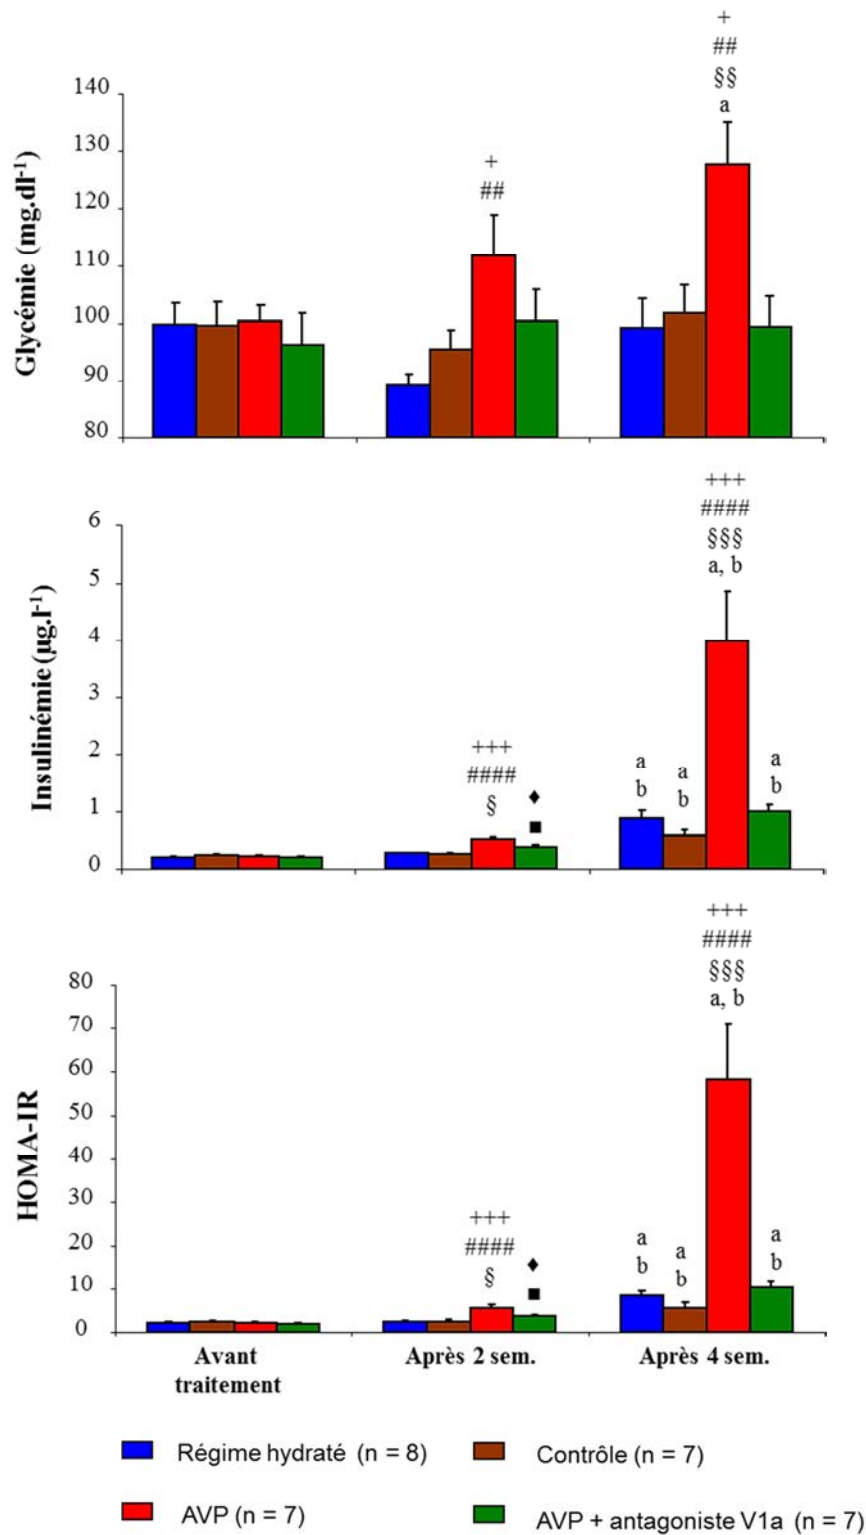 +
##
§§
a
140
130
120
110
100
90
80
Glycémie (mg.dl-1)
+
##
+++
####
§§§
a, b
6
5
4
3
2
1
0
Insulinémie (µg.l-1)
+++
####
§
♦
■
a
b
a
b
a
b
+++
####
§§§
a, b
80
70
60
50
40
30
20
10
0
HOMA-IR
+++
####
§
♦
■
a
b
a
b
a
b
Avant
traitement
Après 2 sem.
Après 4 sem.
Régime hydraté (n = 8)
Contrôle (n = 7)
AVP (n = 7)
AVP + antagoniste V1a (n = 7)